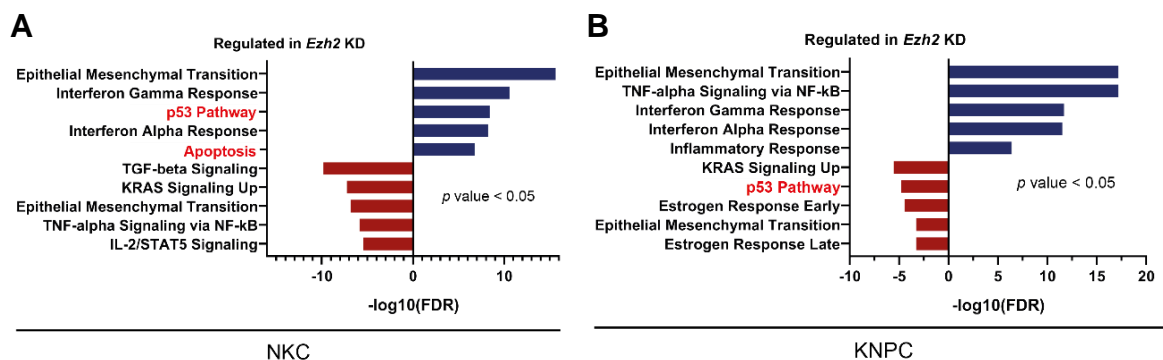 A
Regulated in Ezh2 KD
Epithelial Mesenchymal Transition
Interferon Gamma Response
p53 Pathway
Interferon Alpha Response
Apoptosis
TGF-beta Signaling
KRAS Signaling Up
Epithelial Mesenchymal Transition
TNF-alpha Signaling via NF-kB
IL-2/STAT5 Signaling
p value < 0.05
-10 0 10
-log10(FDR)
NKC
B
Regulated in Ezh2 KD
Epithelial Mesenchymal Transition
TNF-alpha Signaling via NF-kB
Interferon Gamma Response
Interferon Alpha Response
Inflammatory Response
KRAS Signaling Up
p53 Pathway
Estrogen Response Early
Epithelial Mesenchymal Transition
Estrogen Response Late
p value < 0.05
-10 -5 0 5 10 15 20
-log10(FDR)
KNPC